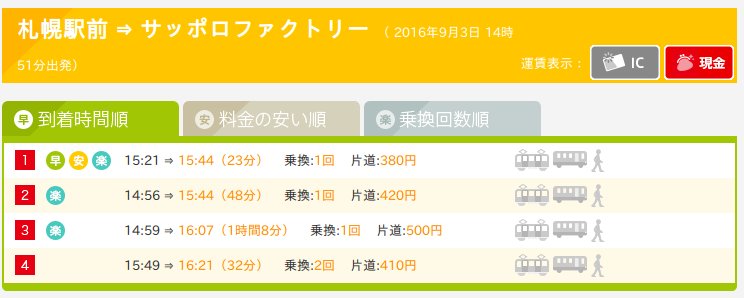 札幌駅前 ⇒ サッポロファクトリー （ 2016年9月3日 14時
51分出発）
運賃表示： IC 現金
早 到着時間順 安 料金の安い順 楽 乗換回数順
1 早 安 楽 15:21 ⇒ 15:44（23分） 乗換:1回 片道:380円
2 楽 14:56 ⇒ 15:44（48分） 乗換:1回 片道:420円
3 楽 14:59 ⇒ 16:07（1時間8分） 乗換:1回 片道:500円
4 15:49 ⇒ 16:21（32分） 乗換:2回 片道:410円